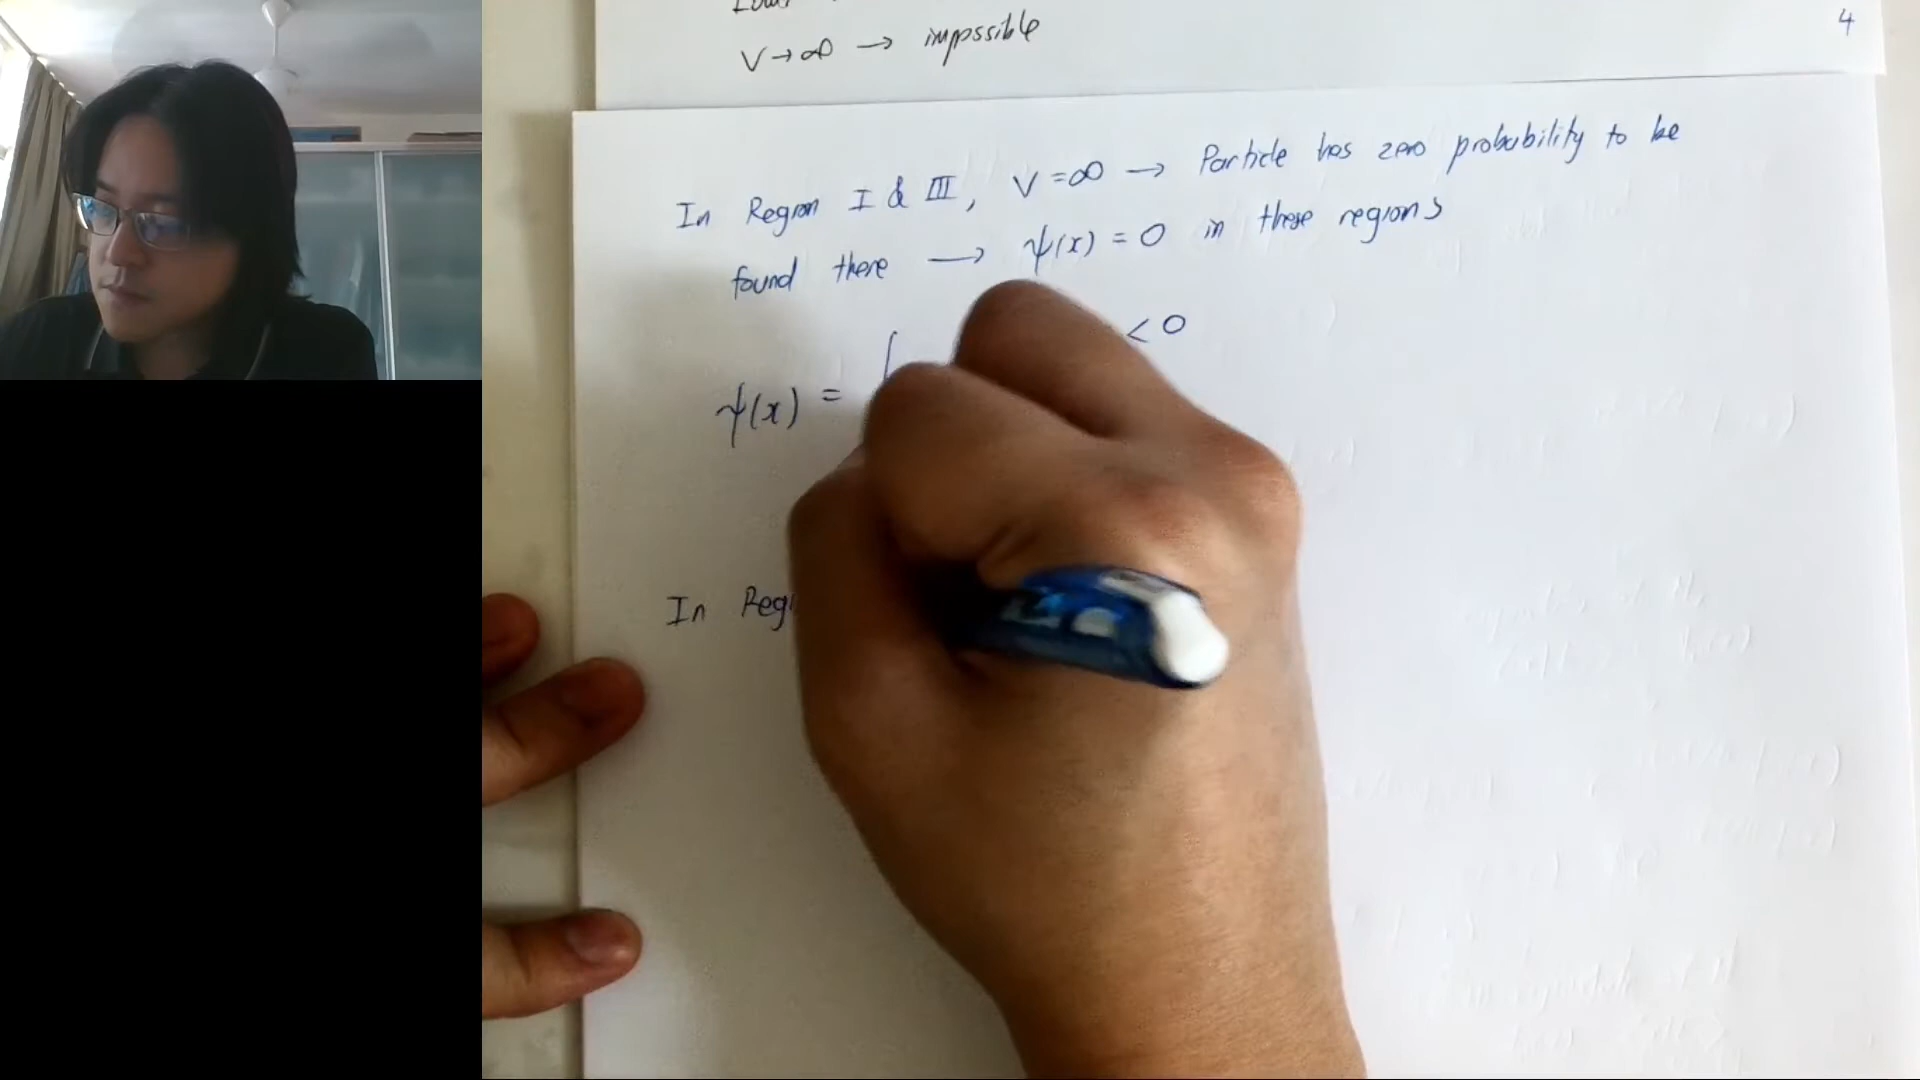 4
V → ∞ → impossible
In Region I & III, V = ∞ → Particle has zero probability to be
found there → ψ(x) = 0 in these regions
< 0
ψ(x) =
In Regi